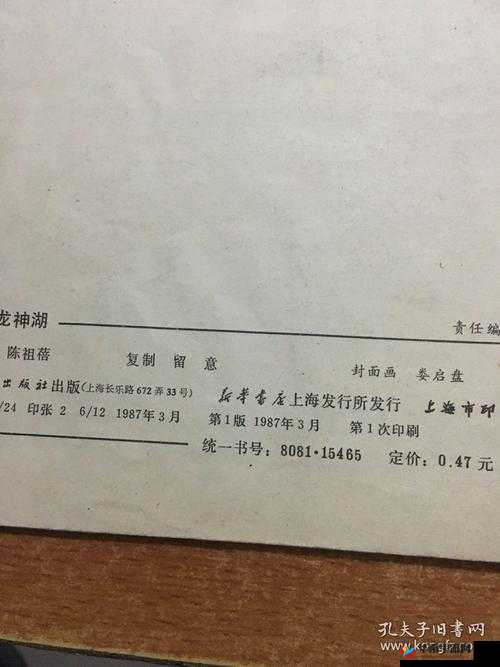 龙神湖 责任编
陈祖蓓 复制 留意 封面画 娄启盘
出版社出版(上海长乐路672弄33号) 新华书店上海发行所发行 上海市印
/24 印张 2 6/12 1987年3月 第1版 1987年3月 第1次印刷
统一书号: 8081·15465 定价: 0.47元
孔夫子旧书网